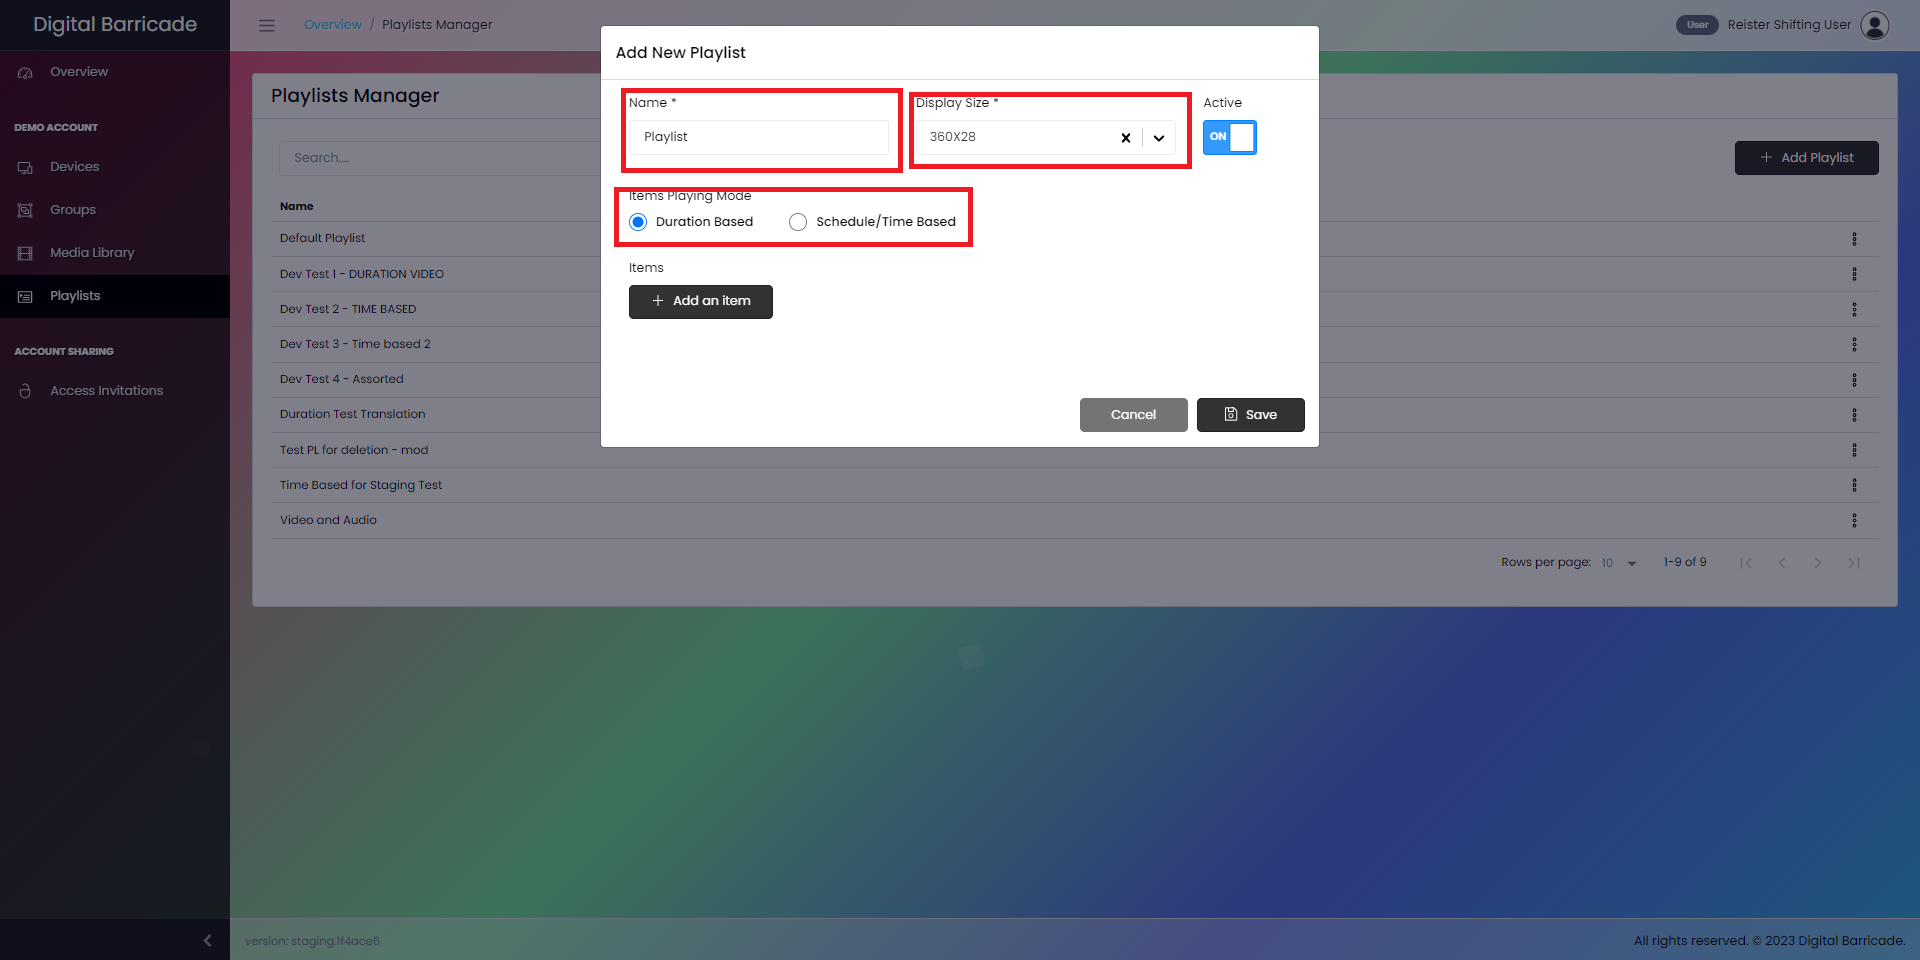 Digital Barricade
Overview / Playlists Manager
User Reister Shifting User
Overview
DEMO ACCOUNT
Devices
Groups
Media Library
Playlists
ACCOUNT SHARING
Access Invitations
Playlists Manager
Search....
+ Add Playlist
Name
Default Playlist
Dev Test 1 - DURATION VIDEO
Dev Test 2 - TIME BASED
Dev Test 3 - Time based 2
Dev Test 4 - Assorted
Duration Test Translation
Test PL for deletion - mod
Time Based for Staging Test
Video and Audio
Rows per page: 10 1-9 of 9
Add New Playlist
Name *
Playlist
Display Size *
360X28
Active
ON
Items Playing Mode
Duration Based Schedule/Time Based
Items
+ Add an item
Cancel Save
version: staging.1f4ace6
All rights reserved. © 2023 Digital Barricade.